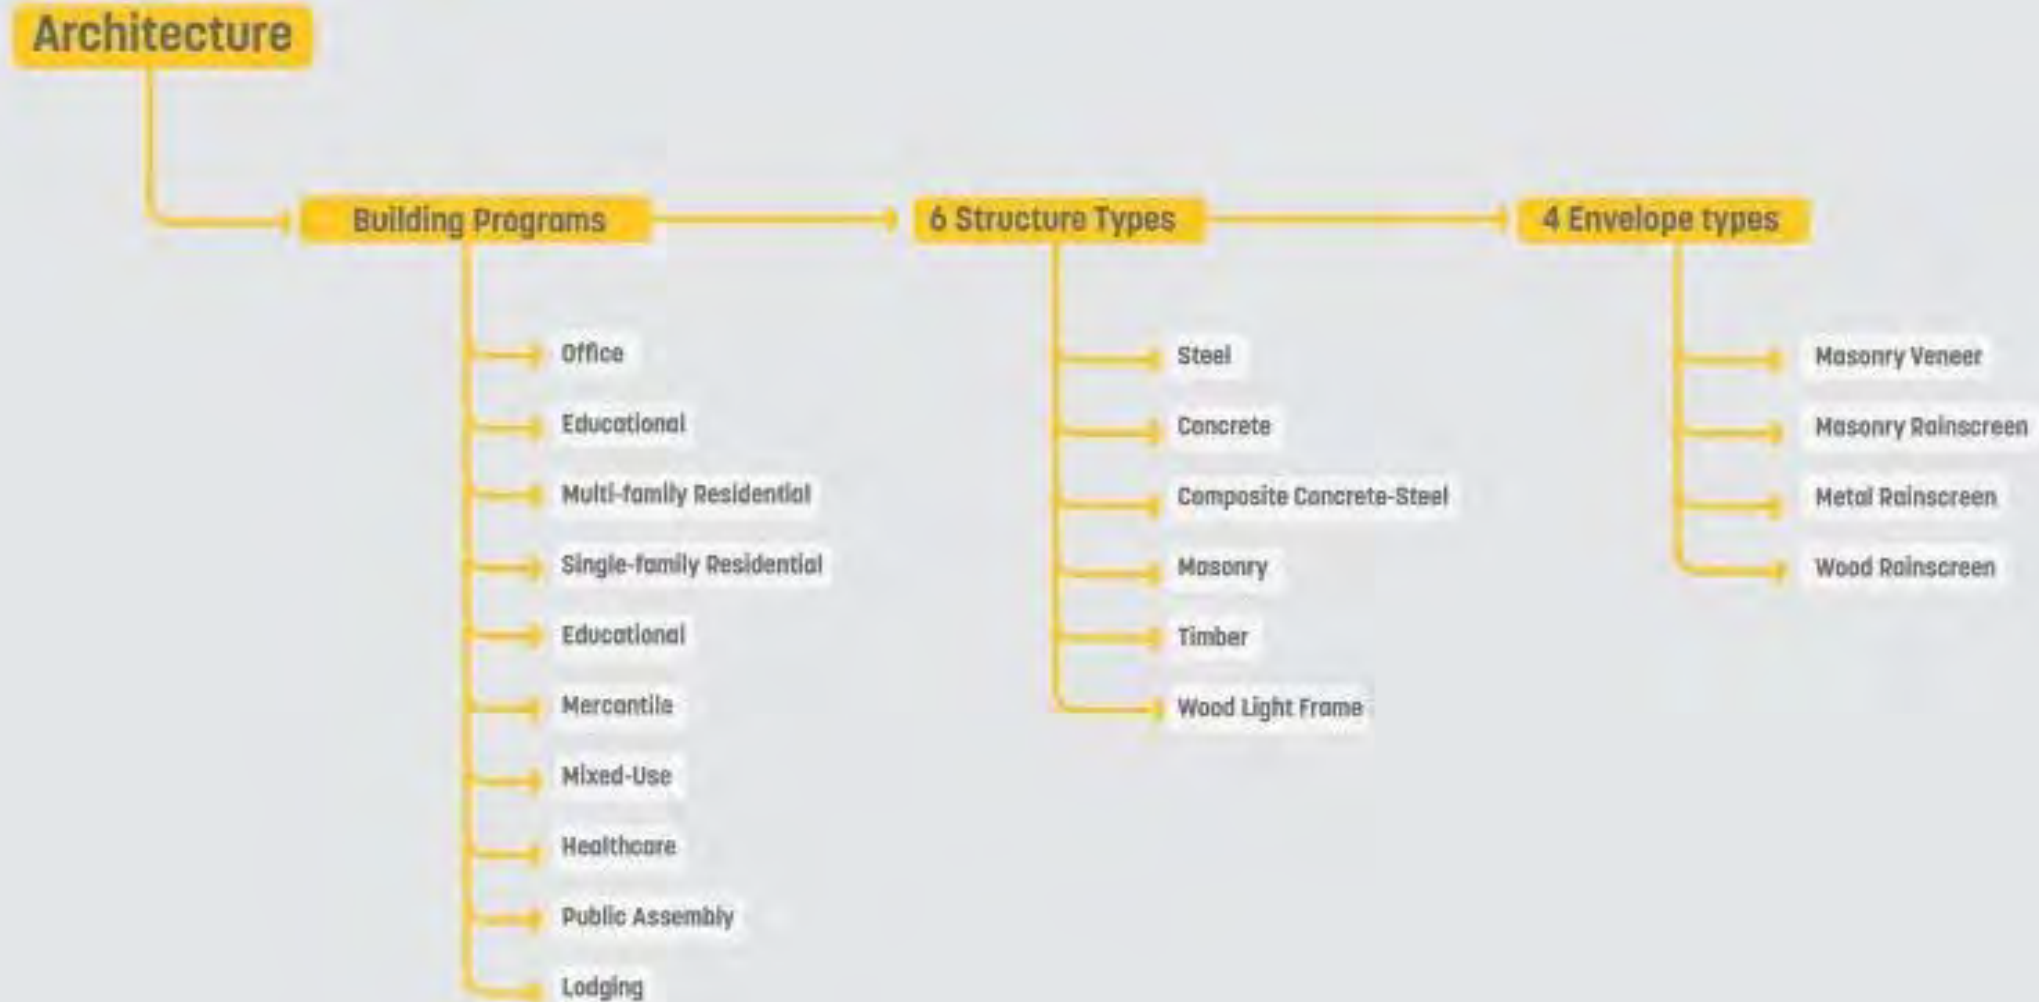 Architecture
Building Programs
Office
Educational
Multi-family Residential
Single-family Residential
Educational
Mercantile
Mixed-Use
Healthcare
Public Assembly
Lodging
6 Structure Types
Steel
Concrete
Composite Concrete-Steel
Masonry
Timber
Wood Light Frame
4 Envelope types
Masonry Veneer
Masonry Rainscreen
Metal Rainscreen
Wood Rainscreen